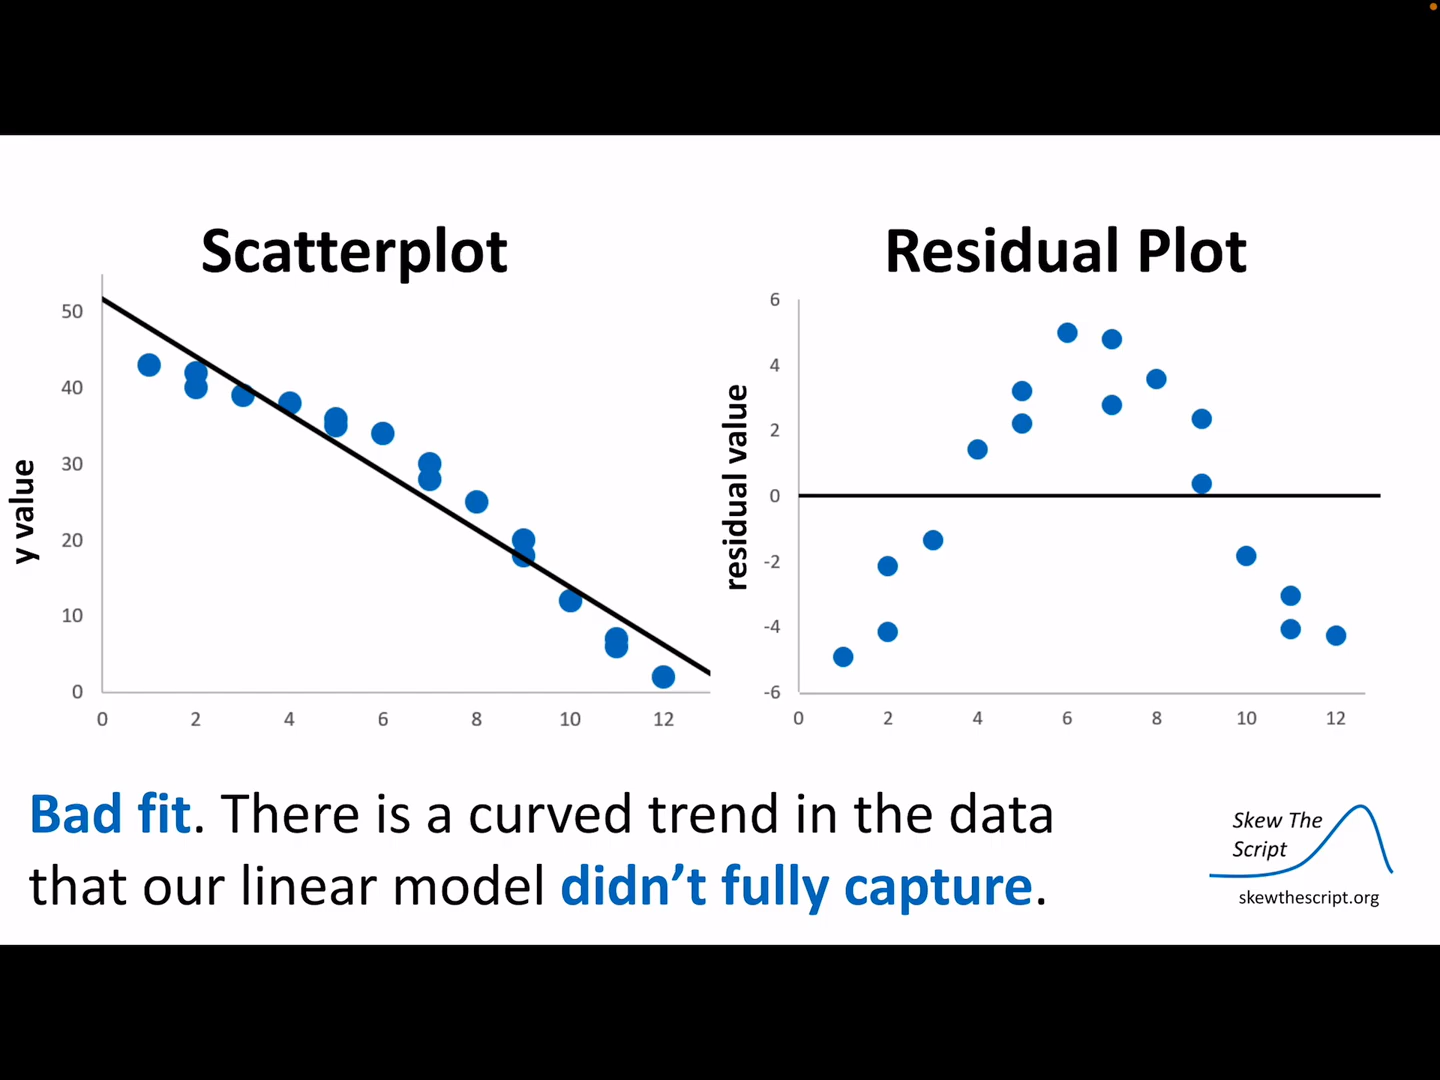 Scatterplot
50
40
30
20
10
0
0 2 4 6 8 10 12
y value
Residual Plot
6
4
2
0
-2
-4
-6
0 2 4 6 8 10 12
residual value
Bad fit. There is a curved trend in the data
that our linear model didn’t fully capture.
Skew The
Script
skewthescript.org